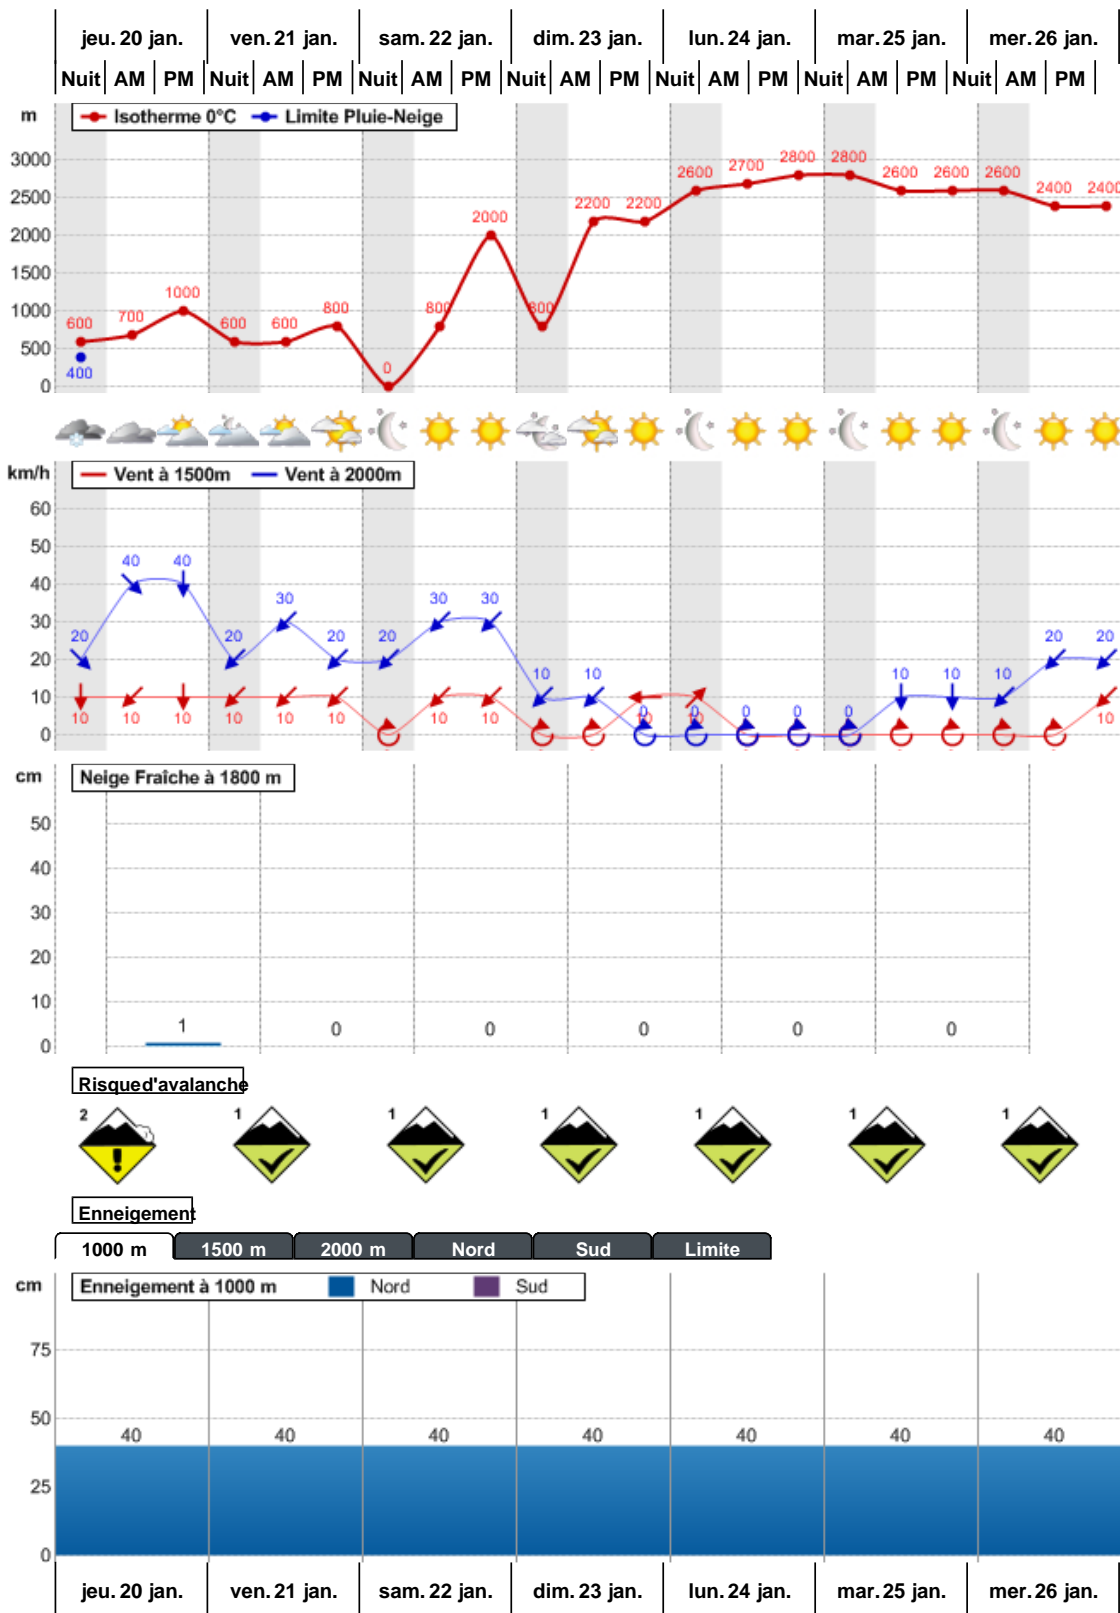 jeu. 20 jan. ven. 21 jan. sam. 22 jan. dim. 23 jan. lun. 24 jan. mar. 25 jan. mer. 26 jan.
Nuit AM PM Nuit AM PM Nuit AM PM Nuit AM PM Nuit AM PM Nuit AM PM Nuit AM PM
m
Isotherme 0°C Limite Pluie-Neige
3000
2500
2000
1500
1000
500
0
600 700 1000 600 600 800 0 800 2000 800 2200 2200 2600 2700 2800 2800 2600 2600 2600 2400 2400
400
km/h
Vent à 1500m Vent à 2000m
60
50
40
30
20
10
0
20 40 40 20 30 20 20 30 30 10 10 0 0 0 0 0 10 10 10 20 20
10 10 10 10 10 10 10 10 10 10 10
cm
Neige Fraîche à 1800 m
50
40
30
20
10
0
1 0 0 0 0 0
Risqued'avalanche
2 1 1 1 1 1 1
Enneigement
1000 m 1500 m 2000 m Nord Sud Limite
cm
Enneigement à 1000 m Nord Sud
75
50
25
0
40 40 40 40 40 40 40
jeu. 20 jan. ven. 21 jan. sam. 22 jan. dim. 23 jan. lun. 24 jan. mar. 25 jan. mer. 26 jan.